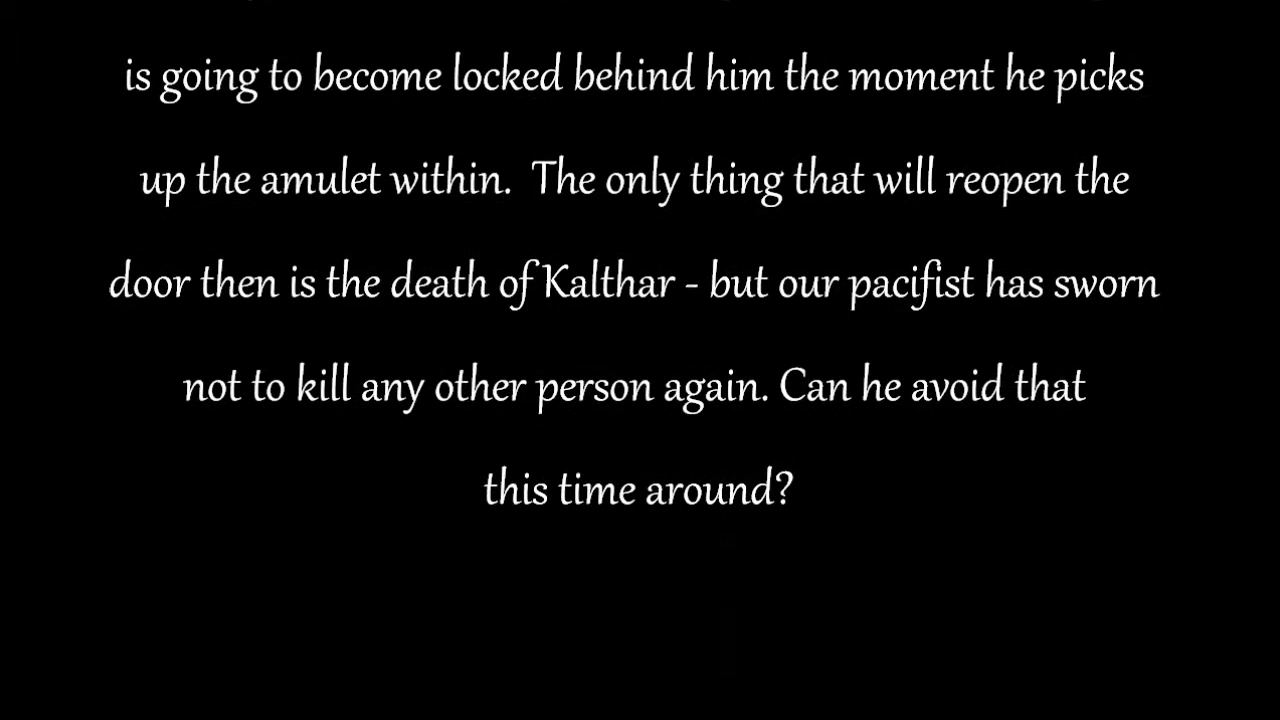 is going to become locked behind him the moment he picks
up the amulet within.  The only thing that will reopen the
door then is the death of Kalthar - but our pacifist has sworn
not to kill any other person again. Can he avoid that
this time around?